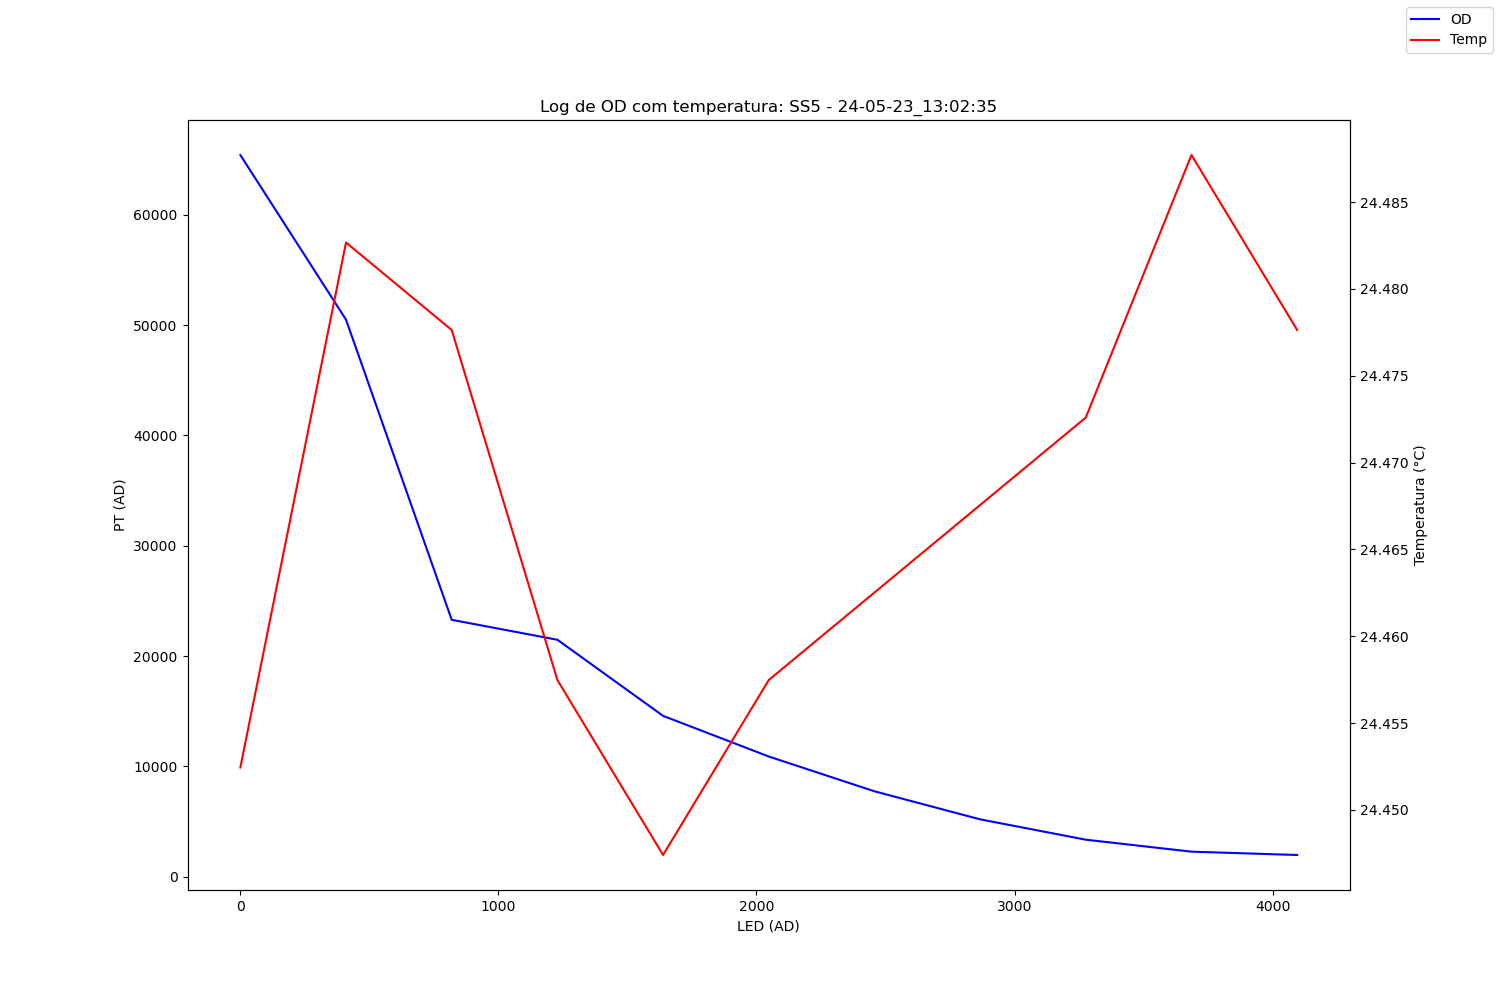 OD
Temp
Log de OD com temperatura: SS5 - 24-05-23_13:02:35
60000
50000
40000
30000
20000
10000
0
PT (AD)
24.485
24.480
24.475
24.470
24.465
24.460
24.455
24.450
Temperatura (°C)
0 1000 2000 3000 4000
LED (AD)